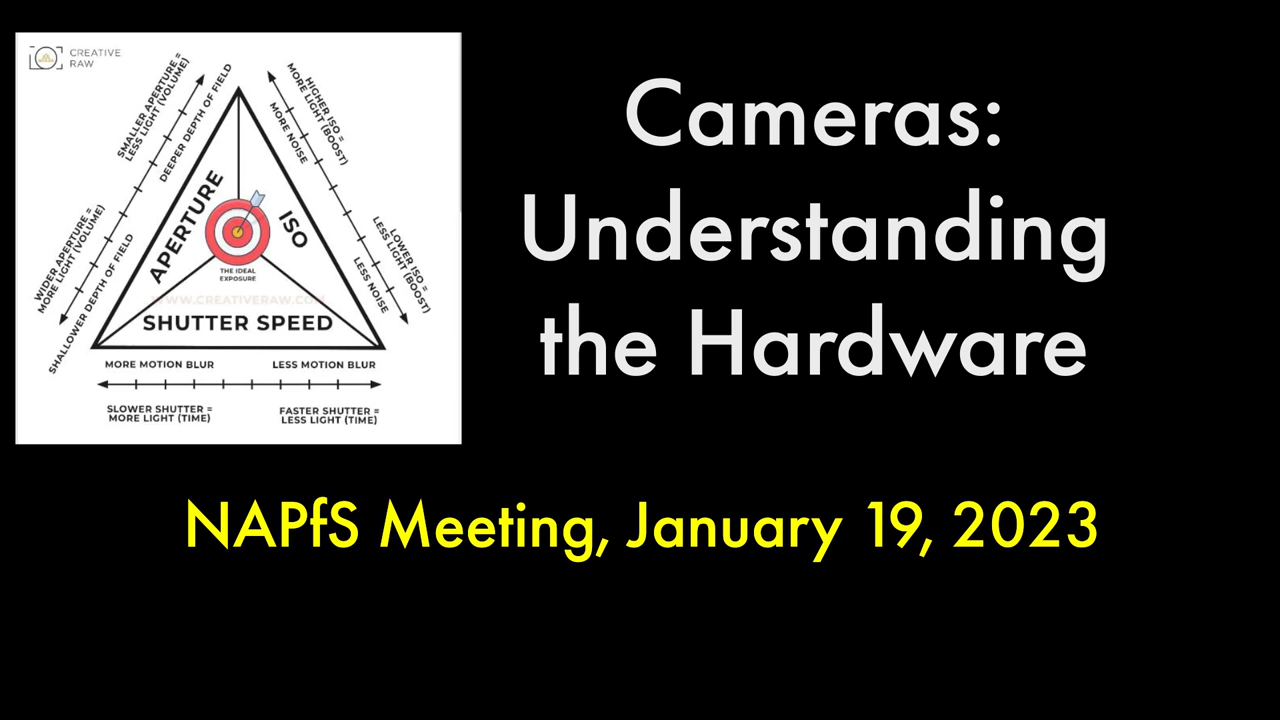 CREATIVE
RAW
SMALLER APERTURE =
LESS LIGHT (VOLUME)
DEEPER DEPTH OF FIELD
WIDER APERTURE =
MORE LIGHT (VOLUME)
SHALLOWER DEPTH OF FIELD
HIGHER ISO =
MORE LIGHT (BOOST)
MORE NOISE
LOWER ISO =
LESS LIGHT (BOOST)
LESS NOISE
APERTURE
ISO
THE IDEAL
EXPOSURE
WWW.CREATIVERAW.COM
SHUTTER SPEED
MORE MOTION BLUR
LESS MOTION BLUR
SLOWER SHUTTER =
MORE LIGHT (TIME)
FASTER SHUTTER =
LESS LIGHT (TIME)
Cameras:
Understanding
the Hardware
NAPfS Meeting, January 19, 2023